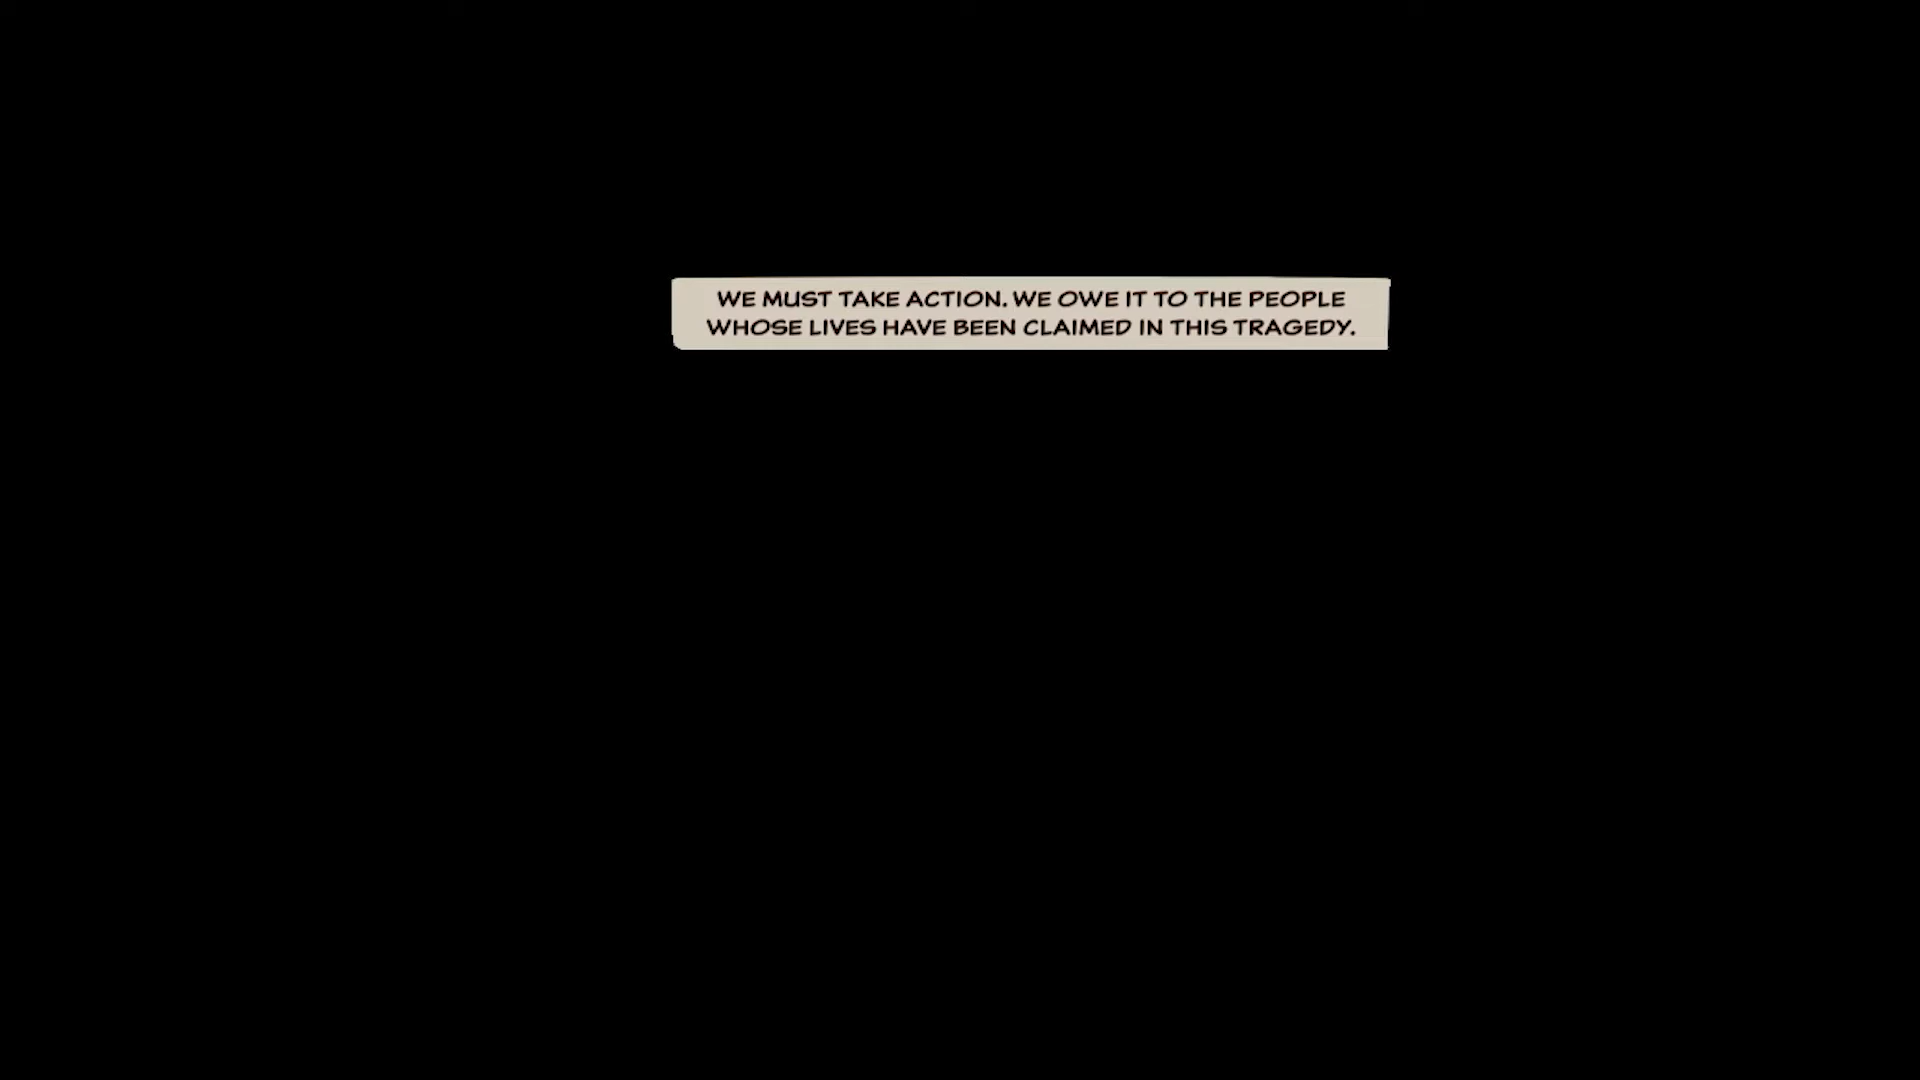 WE MUST TAKE ACTION. WE OWE IT TO THE PEOPLE
WHOSE LIVES HAVE BEEN CLAIMED IN THIS TRAGEDY.